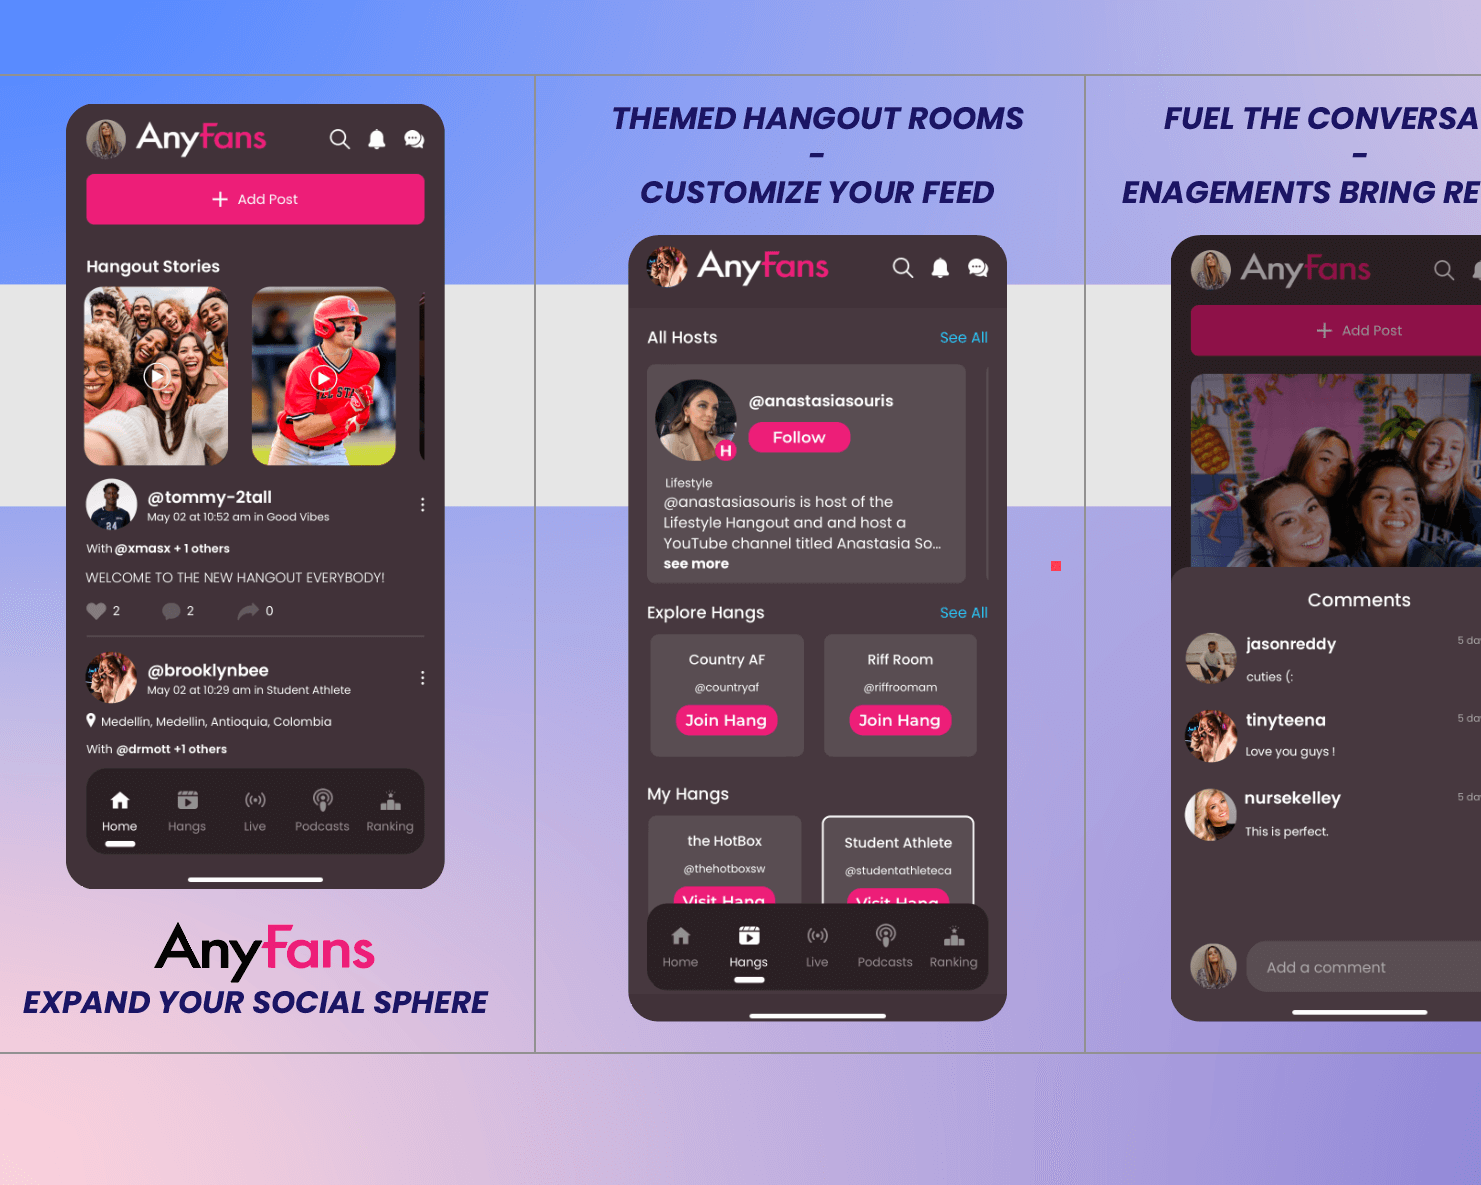 AnyFans
Add Post
Hangout Stories
ALL ST
@tommy-2tall
May 02 at 10:52 am in Good Vibes
24
With @xmasx + 1 others
WELCOME TO THE NEW HANGOUT EVERYBODY!
2 2 0
@brooklynbee
May 02 at 10:29 am in Student Athlete
Medellín, Medellin, Antioquia, Colombia
With @drmott +1 others
Home Hangs Live Podcasts Ranking
AnyFans
EXPAND YOUR SOCIAL SPHERE
THEMED HANGOUT ROOMS
-
CUSTOMIZE YOUR FEED
AnyFans
All Hosts See All
@anastasiasouris
Follow
H
Lifestyle
@anastasiasouris is host of the
Lifestyle Hangout and and host a
YouTube channel titled Anastasia So...
see more
Explore Hangs See All
Country AF
@countryaf
Join Hang
Riff Room
@riffroomam
Join Hang
My Hangs
the HotBox
@thehotboxsw
Visit Hang
Student Athlete
@studentathleteca
Visit Hang
Home Hangs Live Podcasts Ranking
FUEL THE CONVERSA
-
ENAGEMENTS BRING RE
AnyFans
Add Post
Comments
jasonreddy 5 da
cuties (:
tinyteena 5 da
Love you guys !
nursekelley 5 da
This is perfect.
Add a comment